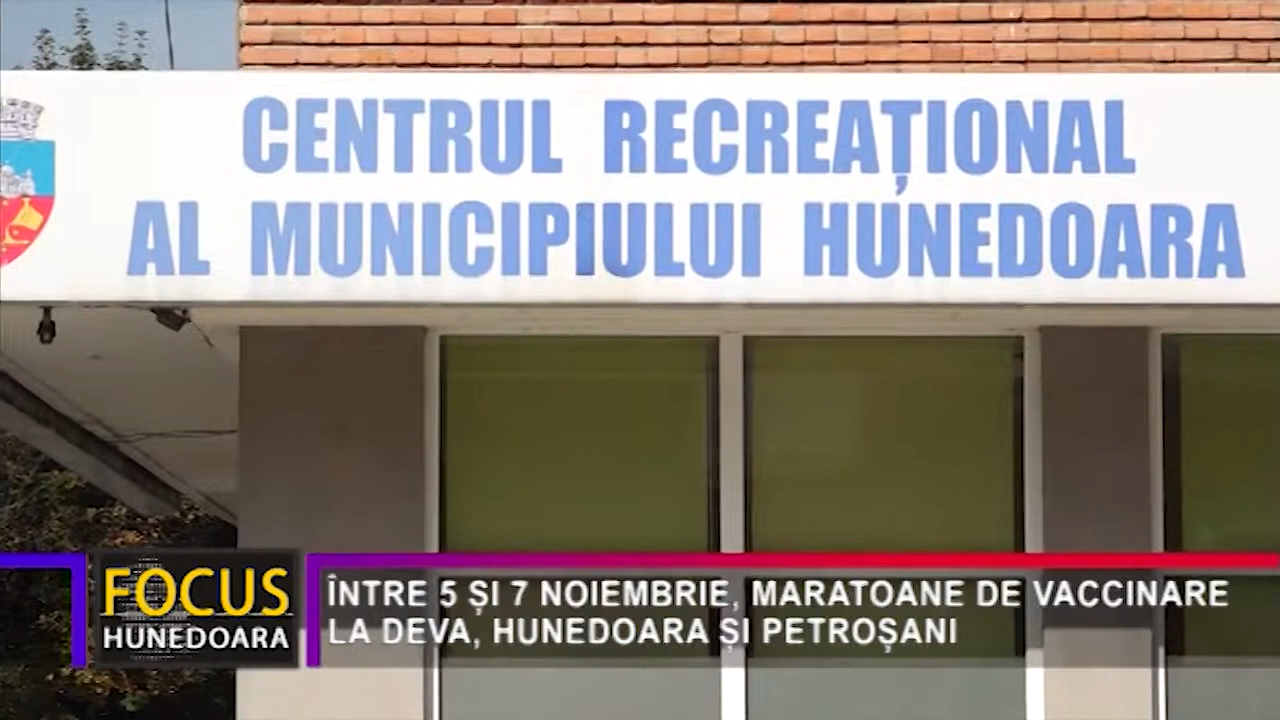 CENTRUL RECREAȚIONAL
AL MUNICIPIULUI HUNEDOARA
FOCUS
HUNEDOARA
ÎNTRE 5 ȘI 7 NOIEMBRIE, MARATOANE DE VACCINARE
LA DEVA, HUNEDOARA ȘI PETROȘANI